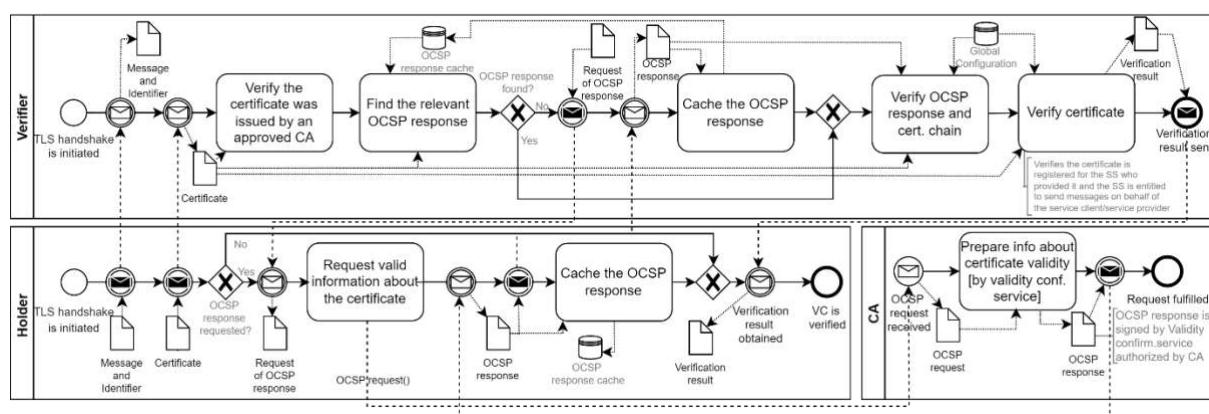 Verifier
TLS handshake
is initiated
Message
and
Identifier
Certificate
Verify the
certificate was
issued by an
approved CA
OCSP
response cache
Find the relevant
OCSP response
OCSP response
found?
No
Yes
Request
of OCSP
response
OCSP
response
Cache the OCSP
response
Verify OCSP
response and
cert. chain
Global
Configuration
Verify certificate
Verification
result
Verification
result sent
Verifies the certificate is
registered for the SS who
provided it and the SS is entitled
to send messages on behalf of
the service client/service provider
Holder
TLS handshake
is initiated
Message
and
Identifier
Certificate
No
Yes
OCSP
response
requested?
Request
of OCSP
response
Request valid
information about
the certificate
OCSP request()
OCSP
response
Cache the OCSP
response
OCSP
response cache
Verification
result
Verification
result
obtained
VC is
verified
CA
OCSP
request
received
Prepare info about
certificate validity
[by validity conf.
service]
OCSP
request
OCSP
response
Request fulfilled
OCSP response is
signed by Validity
confirm.service
authorized by CA